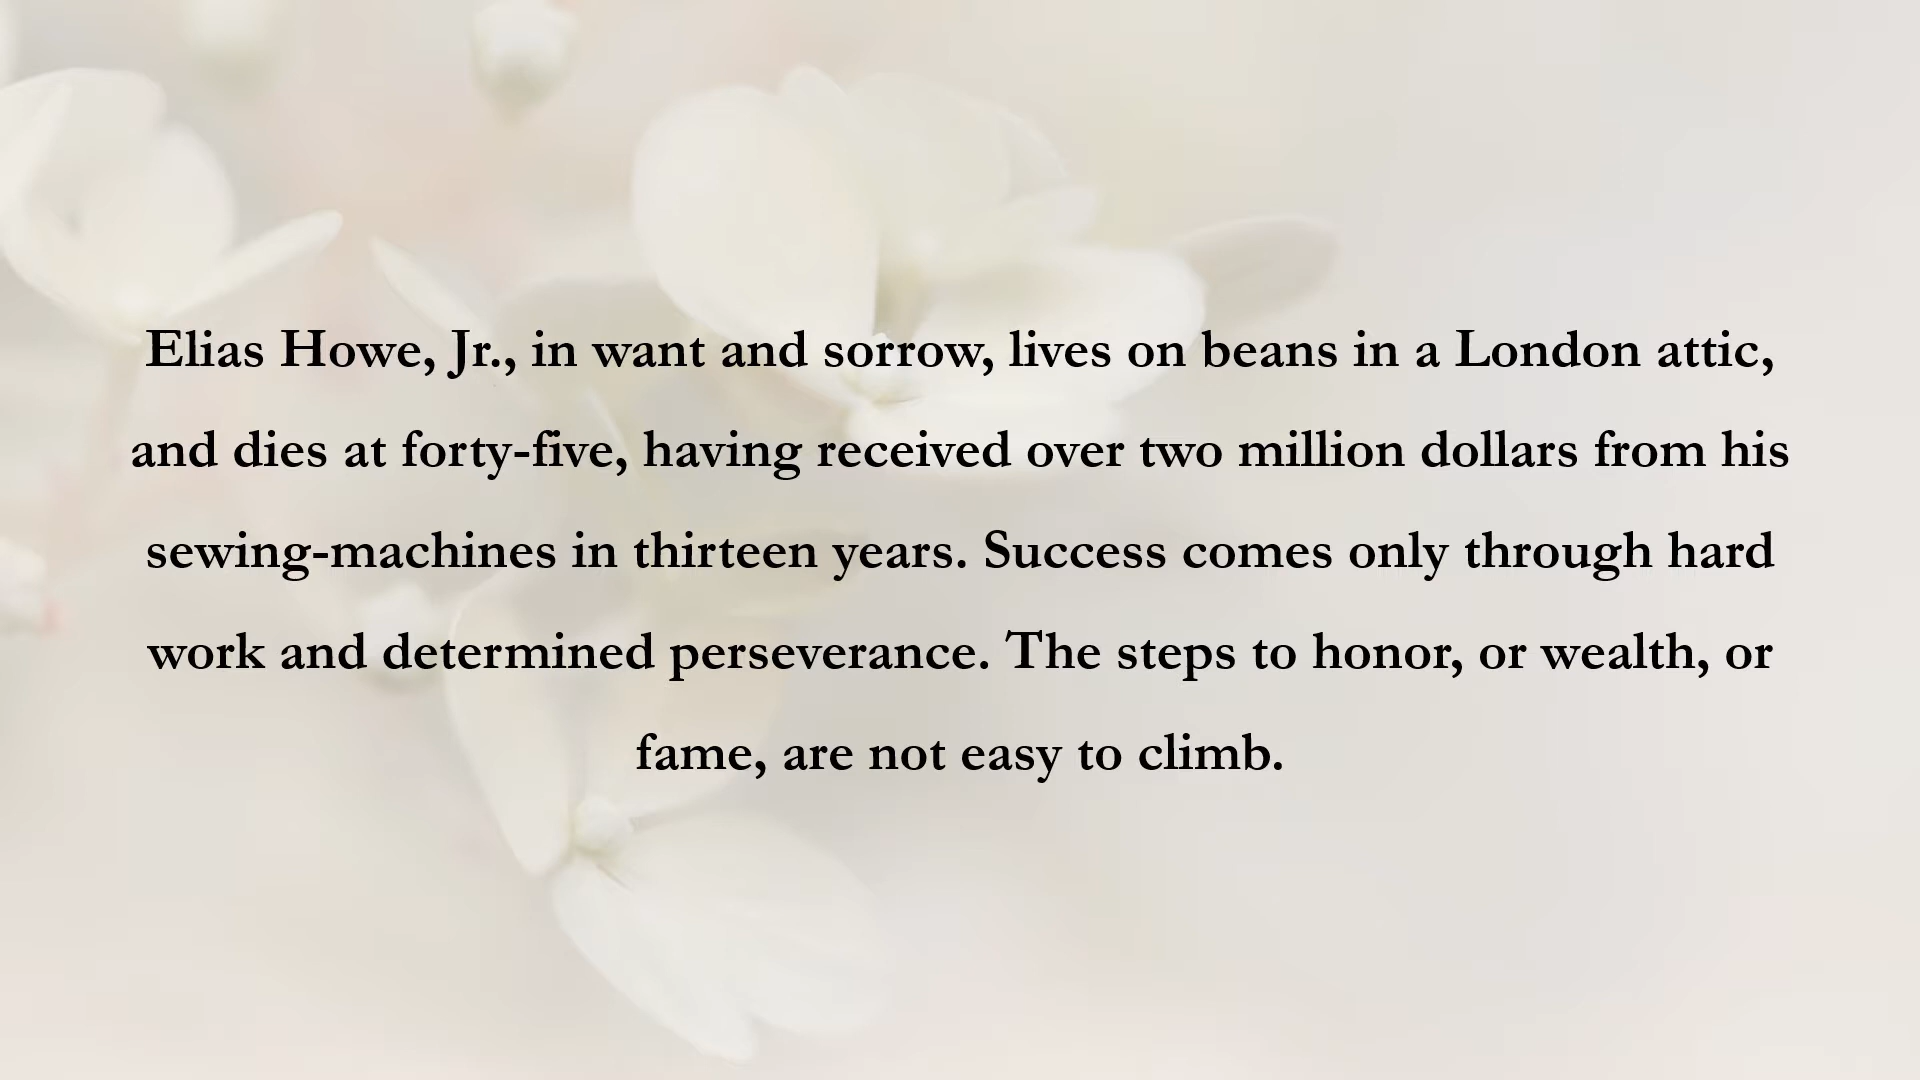 Elias Howe, Jr., in want and sorrow, lives on beans in a London attic,
and dies at forty-five, having received over two million dollars from his
sewing-machines in thirteen years. Success comes only through hard
work and determined perseverance. The steps to honor, or wealth, or
fame, are not easy to climb.